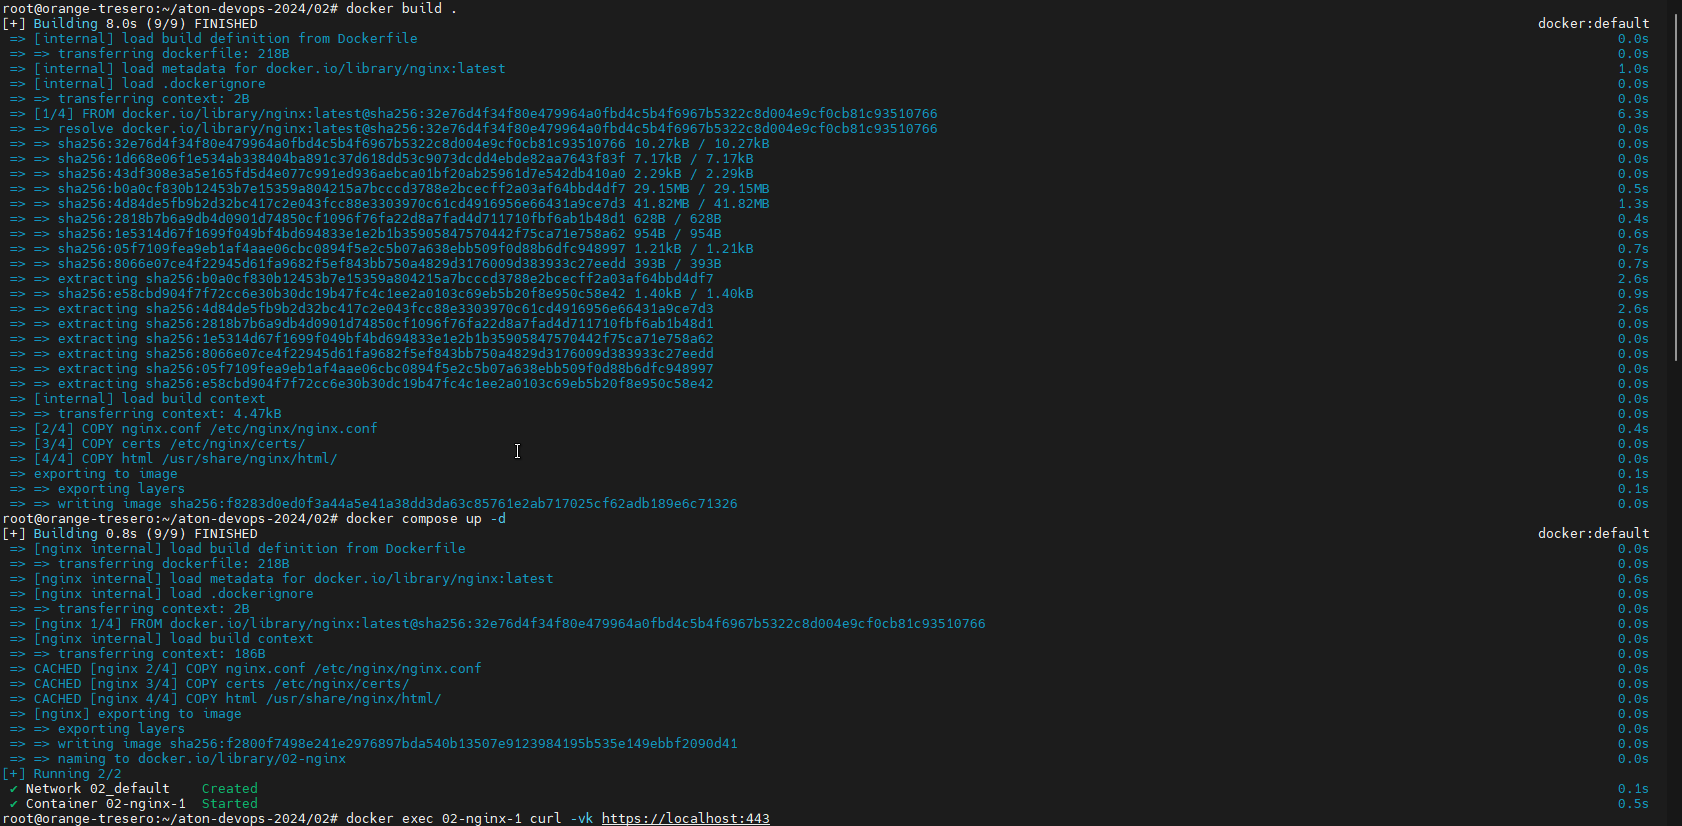 root@orange-tresero:~/aton-devops-2024/02# docker build .
[+] Building 8.0s (9/9) FINISHED docker:default
=> [internal] load build definition from Dockerfile 0.0s
=> => transferring dockerfile: 218B 0.0s
=> [internal] load metadata for docker.io/library/nginx:latest 1.0s
=> [internal] load .dockerignore 0.0s
=> => transferring context: 2B 0.0s
=> [1/4] FROM docker.io/library/nginx:latest@sha256:32e76d4f34f80e479964a0fbd4c5b4f6967b5322c8d004e9cf0cb81c93510766 6.3s
=> => resolve docker.io/library/nginx:latest@sha256:32e76d4f34f80e479964a0fbd4c5b4f6967b5322c8d004e9cf0cb81c93510766 0.0s
=> => sha256:32e76d4f34f80e479964a0fbd4c5b4f6967b5322c8d004e9cf0cb81c93510766 10.27kB / 10.27kB 0.0s
=> => sha256:1d668e06f1e534ab338404ba891c37d618dd53c9073dcdd4ebde82aa7643f83f 7.17kB / 7.17kB 0.0s
=> => sha256:43df308e3a5e165fd5d4e077c991ed936aebca01bf20ab25961d7e542db410a0 2.29kB / 2.29kB 0.0s
=> => sha256:b0a0cf830b12453b7e15359a804215a7bcccd3788e2bcecff2a03af64bbd4df7 29.15MB / 29.15MB 0.5s
=> => sha256:4d84de5fb9b2d32bc417c2e043fcc88e3303970c61cd4916956e66431a9ce7d3 41.82MB / 41.82MB 1.3s
=> => sha256:2818b7b6a9db4d0901d74850cf1096f76fa22d8a7fad4d711710fbf6ab1b48d1 628B / 628B 0.4s
=> => sha256:1e5314d67f1699f049bf4bd694833e1e2b1b35905847570442f75ca71e758a62 954B / 954B 0.6s
=> => sha256:05f7109fea9eb1af4aae06cbc0894f5e2c5b07a638ebb509f0d88b6dfc948997 1.21kB / 1.21kB 0.7s
=> => sha256:8066e07ce4f22945d61fa9682f5ef843bb750a4829d3176009d383933c27eedd 393B / 393B 0.7s
=> => extracting sha256:b0a0cf830b12453b7e15359a804215a7bcccd3788e2bcecff2a03af64bbd4df7 2.6s
=> => sha256:e58cbd904f7f72cc6e30b30dc19b47fc4c1ee2a0103c69eb5b20f8e950c58e42 1.40kB / 1.40kB 0.9s
=> => extracting sha256:4d84de5fb9b2d32bc417c2e043fcc88e3303970c61cd4916956e66431a9ce7d3 2.6s
=> => extracting sha256:2818b7b6a9db4d0901d74850cf1096f76fa22d8a7fad4d711710fbf6ab1b48d1 0.0s
=> => extracting sha256:1e5314d67f1699f049bf4bd694833e1e2b1b35905847570442f75ca71e758a62 0.0s
=> => extracting sha256:8066e07ce4f22945d61fa9682f5ef843bb750a4829d3176009d383933c27eedd 0.0s
=> => extracting sha256:05f7109fea9eb1af4aae06cbc0894f5e2c5b07a638ebb509f0d88b6dfc948997 0.0s
=> => extracting sha256:e58cbd904f7f72cc6e30b30dc19b47fc4c1ee2a0103c69eb5b20f8e950c58e42 0.0s
=> [internal] load build context 0.0s
=> => transferring context: 4.47kB 0.0s
=> [2/4] COPY nginx.conf /etc/nginx/nginx.conf 0.4s
=> [3/4] COPY certs /etc/nginx/certs/ 0.0s
=> [4/4] COPY html /usr/share/nginx/html/ 0.0s
=> exporting to image 0.1s
=> => exporting layers 0.1s
=> => writing image sha256:f8283d0ed0f3a44a5e41a38dd3da63c85761e2ab717025cf62adb189e6c71326 0.0s
root@orange-tresero:~/aton-devops-2024/02# docker compose up -d
[+] Building 0.8s (9/9) FINISHED docker:default
=> [nginx internal] load build definition from Dockerfile 0.0s
=> => transferring dockerfile: 218B 0.0s
=> [nginx internal] load metadata for docker.io/library/nginx:latest 0.6s
=> [nginx internal] load .dockerignore 0.0s
=> => transferring context: 2B 0.0s
=> [nginx 1/4] FROM docker.io/library/nginx:latest@sha256:32e76d4f34f80e479964a0fbd4c5b4f6967b5322c8d004e9cf0cb81c93510766 0.0s
=> [nginx internal] load build context 0.0s
=> => transferring context: 186B 0.0s
=> CACHED [nginx 2/4] COPY nginx.conf /etc/nginx/nginx.conf 0.0s
=> CACHED [nginx 3/4] COPY certs /etc/nginx/certs/ 0.0s
=> CACHED [nginx 4/4] COPY html /usr/share/nginx/html/ 0.0s
=> [nginx] exporting to image 0.0s
=> => exporting layers 0.0s
=> => writing image sha256:f2800f7498e241e2976897bda540b13507e9123984195b535e149ebbf2090d41 0.0s
=> => naming to docker.io/library/02-nginx 0.0s
[+] Running 2/2
✔ Network 02_default Created 0.1s
✔ Container 02-nginx-1 Started 0.5s
root@orange-tresero:~/aton-devops-2024/02# docker exec 02-nginx-1 curl -vk https://localhost:443